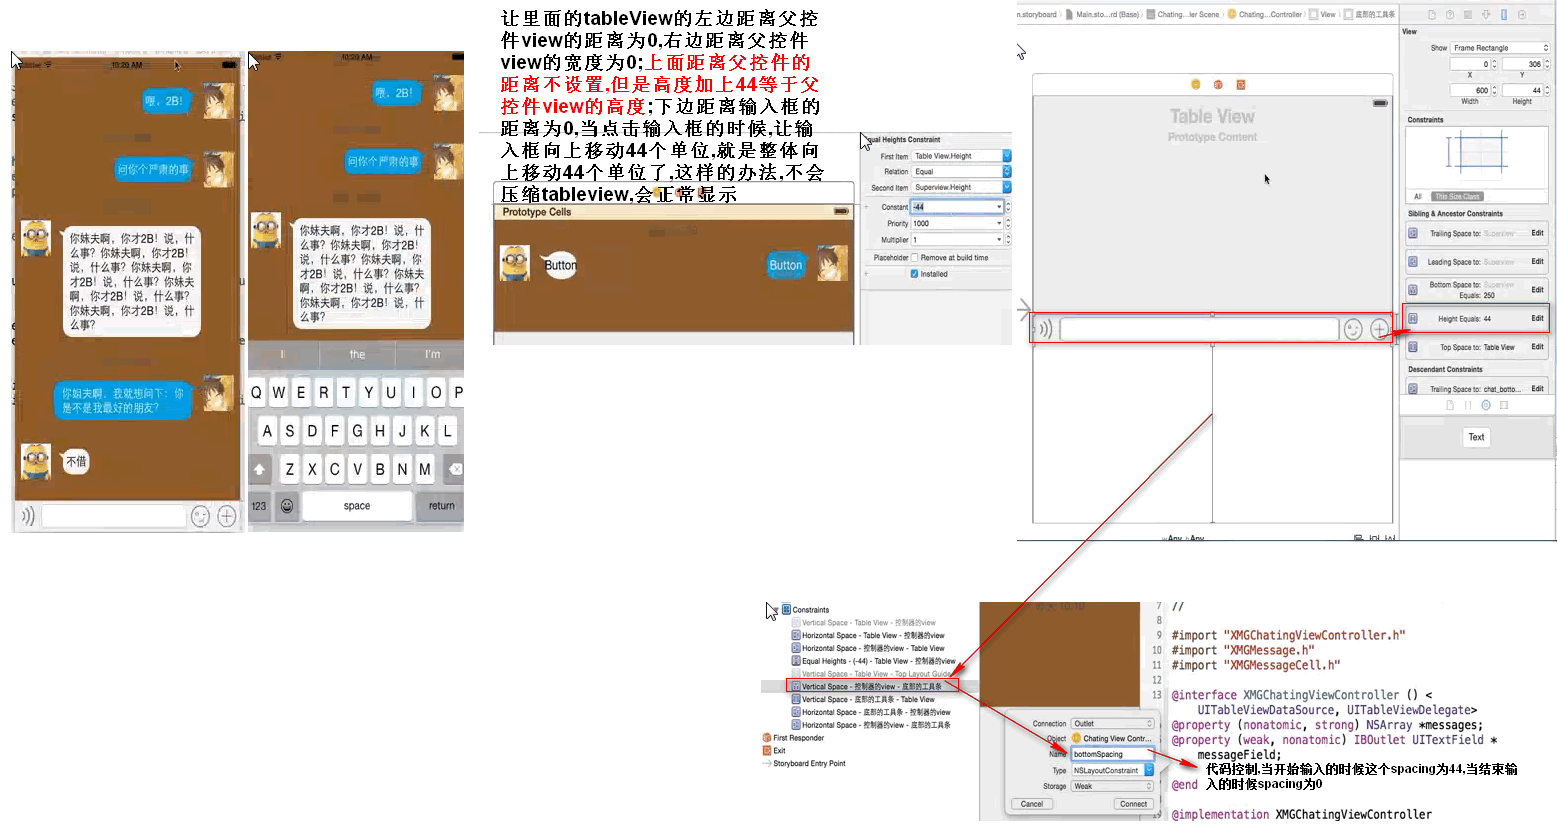 让里面的tableView的左边距离父控
件view的距离为0,右边距离父控件
view的宽度为0;上面距离父控件的
距离不设置,但是高度加上44等于父
控件view的高度;下边距离输入框的
距离为0,当点击输入框的时候,让输
入框向上移动44个单位,就是整体向
上移动44个单位了,这样的办法,不会
压缩tableview,会正常显示
10:20 AM
喂，2B!
问你个严肃的事
你妹夫啊，你才2B！说，什
么事？你妹夫啊，你才2B！
说，什么事？你妹夫啊，你
才2B！说，什么事？你妹夫
啊，你才2B！说，什么事？
你妹夫啊，你才2B！说，什
么事？
你姐夫啊，我就想问下：你
是不是我最好的朋友？
不借
10:20 AM
喂，2B!
问你个严肃的事
你妹夫啊，你才2B！说，什
么事？你妹夫啊，你才2B！
说，什么事？你妹夫啊，你
才2B！说，什么事？你妹夫
啊，你才2B！说，什么事？
你妹夫啊，你才2B！说，什
么事？
the I'm
Q W E R T Y U I O P
A S D F G H J K L
Z X C V B N M
123 space return
Prototype Cells
Button
Button
Equal Heights Constraint
First Item Table View.Height
Relation Equal
Second Item Superview.Height
Constant -44
Priority 1000
Multiplier 1
Placeholder Remove at build time
Installed
n.storyboard Main.sto...rd (Base) Chating...ler Scene Chating...Controller View 底部的工具条
Table View
Prototype Content
wAny hAny
View
Show Frame Rectangle
0 306
X Y
600 44
Width Height
Constraints
All This Size Class
Sibling & Ancestor Constraints
Trailing Space to: Superview Edit
Leading Space to: Superview Edit
Bottom Space to: Superview
Equals: 250 Edit
Height Equals: 44 Edit
Top Space to: Table View Edit
Descendant Constraints
Trailing Space to: chat_botto... Edit
Text
Constraints
Vertical Space - Table View - 控制器的view
Horizontal Space - Table View - 控制器的view
Horizontal Space - 控制器的view - Table View
Equal Heights - (-44) - Table View - 控制器的view
Vertical Space - Table View - Top Layout Guide
Vertical Space - 控制器的view - 底部的工具条
Vertical Space - 底部的工具条 - Table View
Horizontal Space - 底部的工具条 - 控制器的view
Horizontal Space - 控制器的view - 底部的工具条
First Responder
Exit
Storyboard Entry Point
Connection Outlet
Object Chating View Contr...
Name bottomSpacing
Type NSLayoutConstraint
Storage Weak
Cancel Connect
7 //
8
9 #import "XMGChatingViewController.h"
10 #import "XMGMessage.h"
11 #import "XMGMessageCell.h"
12
13 @interface XMGChatingViewController () <
UITableViewDataSource, UITableViewDelegate>
@property (nonatomic, strong) NSArray *messages;
@property (weak, nonatomic) IBOutlet UITextField *
messageField;
代码控制,当开始输入的时候这个spacing为44,当结束输
入的时候spacing为0
@end
19 @implementation XMGChatingViewController